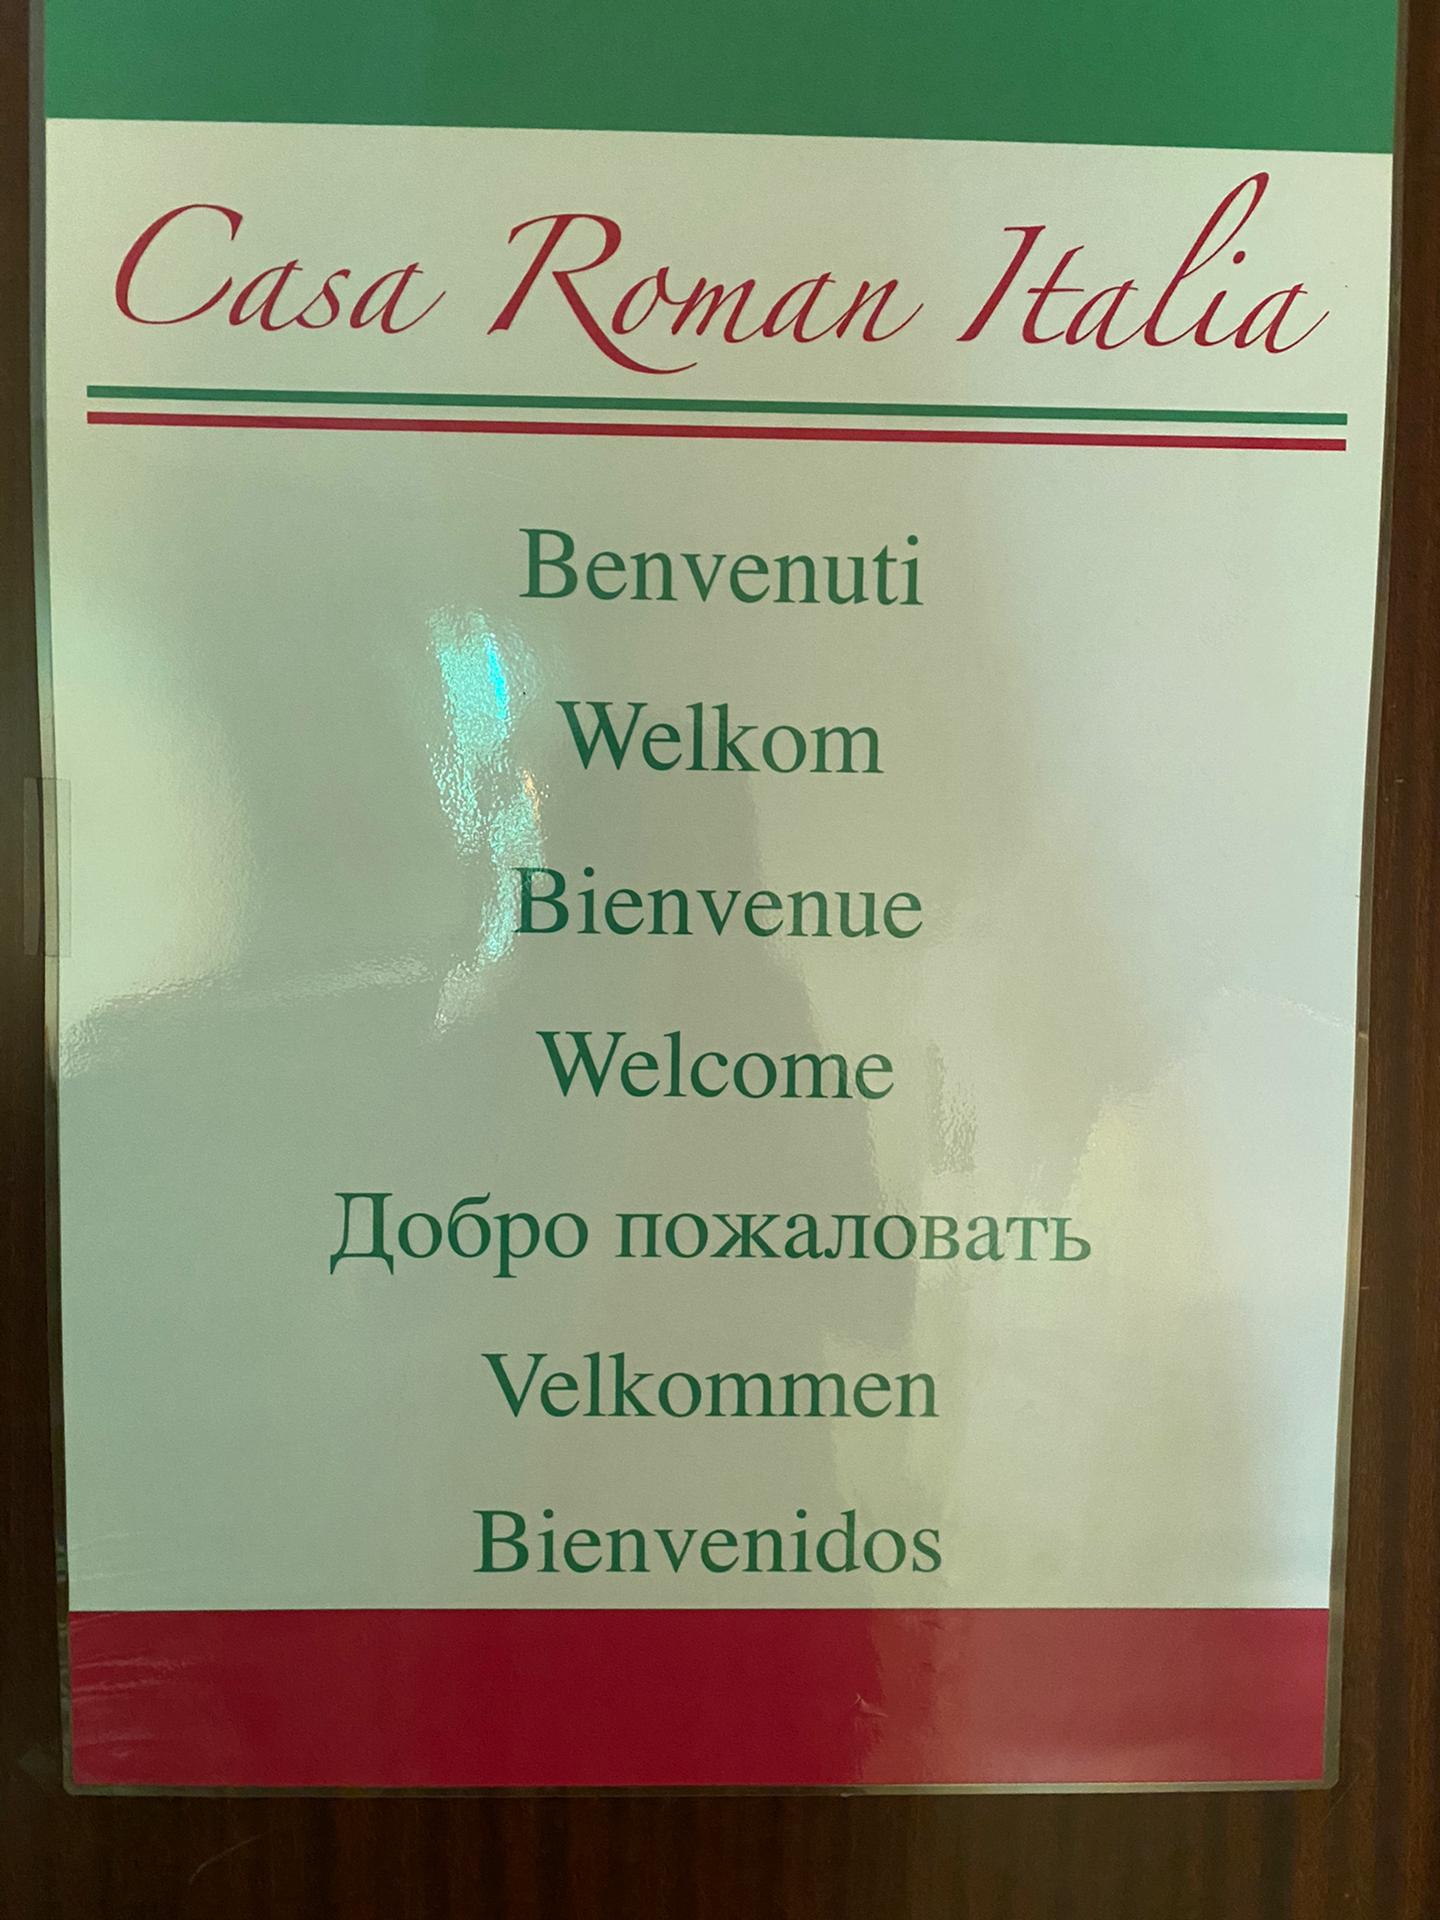 Casa Roman Italia
Benvenuti
Welkom
Bienvenue
Welcome
Добро пожаловать
Velkommen
Bienvenidos